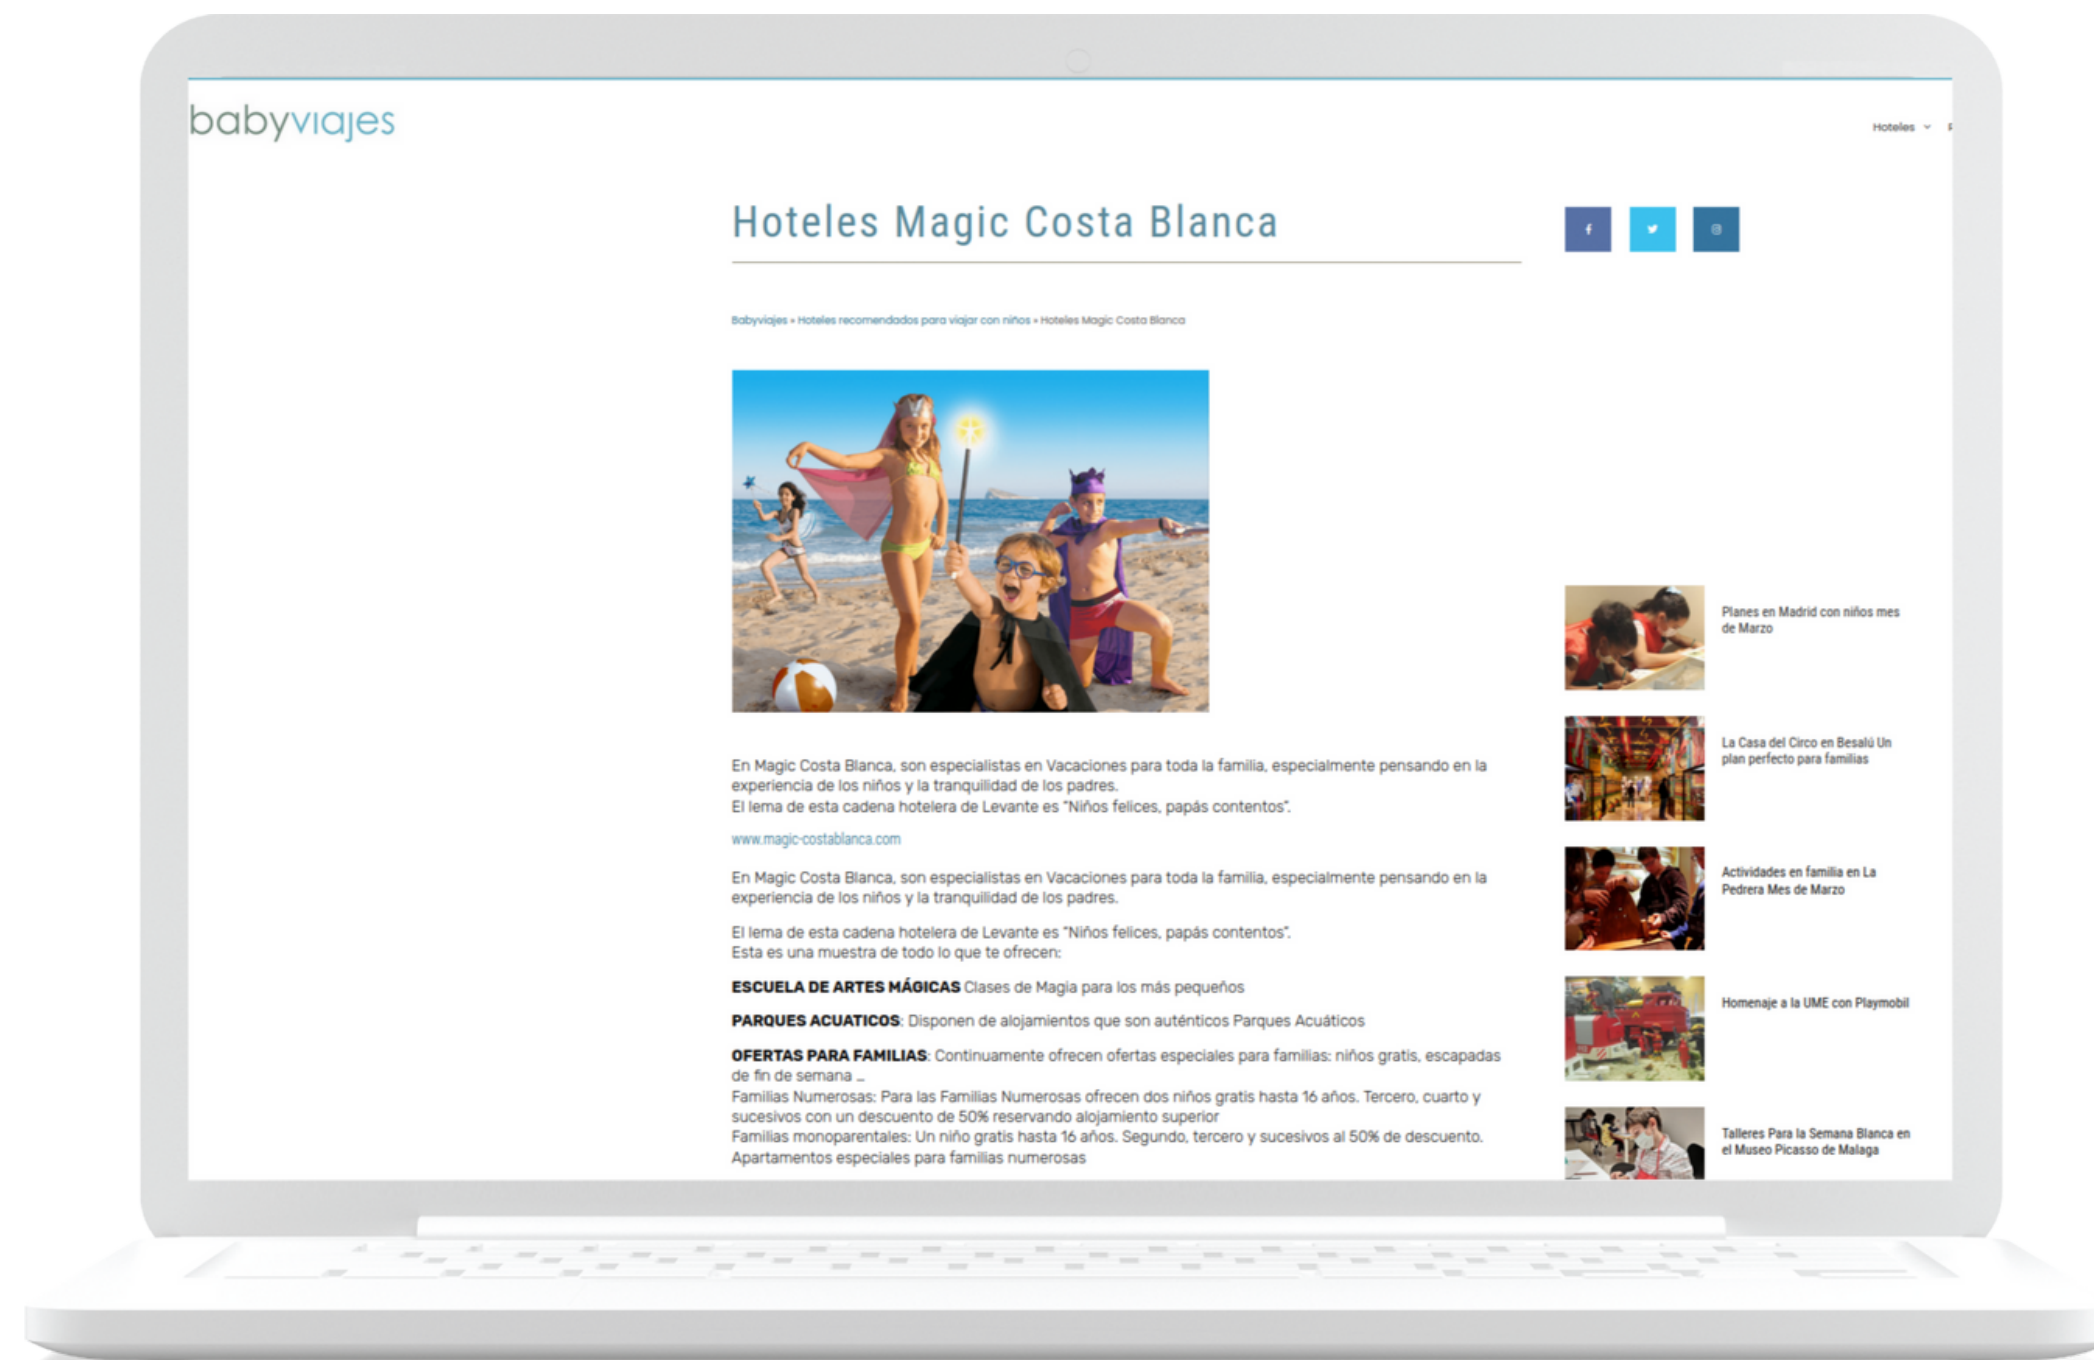 babyviajes
Hoteles
Hoteles Magic Costa Blanca
Babyviajes » Hoteles recomendados para viajar con niños » Hoteles Magic Costa Blanca
En Magic Costa Blanca, son especialistas en Vacaciones para toda la familia, especialmente pensando en la
experiencia de los niños y la tranquilidad de los padres.
El lema de esta cadena hotelera de Levante es "Niños felices, papás contentos".
www.magic-costablanca.com
En Magic Costa Blanca, son especialistas en Vacaciones para toda la familia, especialmente pensando en la
experiencia de los niños y la tranquilidad de los padres.
El lema de esta cadena hotelera de Levante es "Niños felices, papás contentos".
Esta es una muestra de todo lo que te ofrecen:
ESCUELA DE ARTES MÁGICAS Clases de Magia para los más pequeños
PARQUES ACUATICOS: Disponen de alojamientos que son auténticos Parques Acuáticos
OFERTAS PARA FAMILIAS: Continuamente ofrecen ofertas especiales para familias: niños gratis, escapadas
de fin de semana ...
Familias Numerosas: Para las Familias Numerosas ofrecen dos niños gratis hasta 16 años. Tercero, cuarto y
sucesivos con un descuento de 50% reservando alojamiento superior
Familias monoparentales: Un niño gratis hasta 16 años. Segundo, tercero y sucesivos al 50% de descuento.
Apartamentos especiales para familias numerosas
Planes en Madrid con niños mes
de Marzo
La Casa del Circo en Besalú Un
plan perfecto para familias
Actividades en familia en La
Pedrera Mes de Marzo
Homenaje a la UME con Playmobil
Talleres Para la Semana Blanca en
el Museo Picasso de Malaga